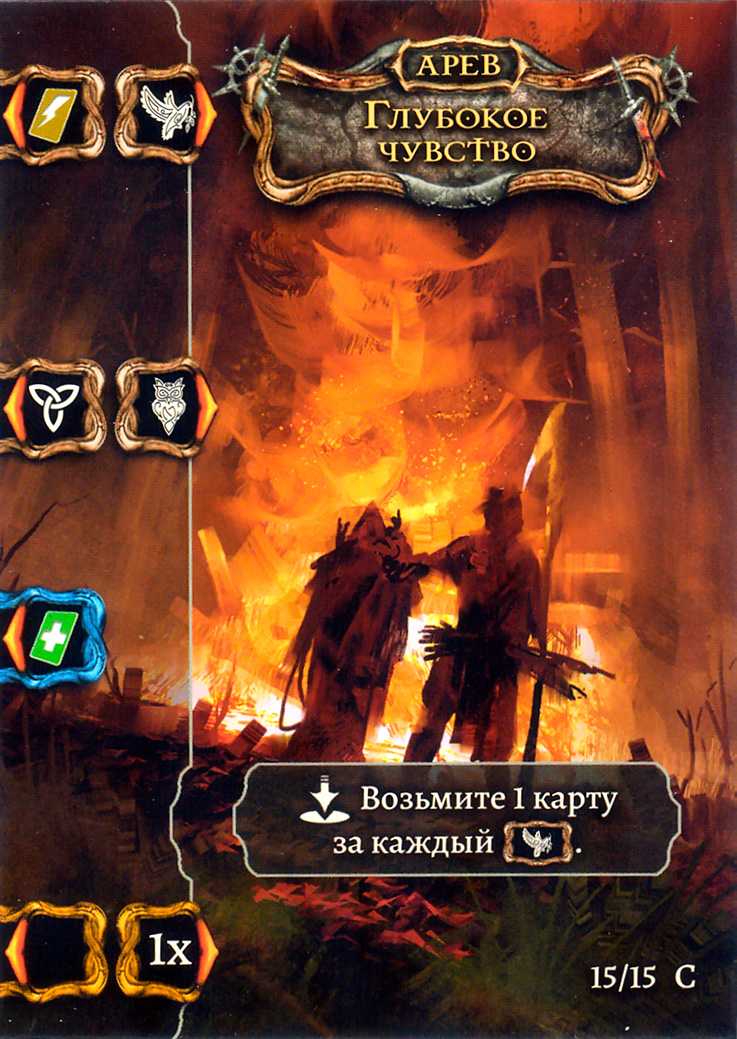 АРЕВ
Глубокое
чувство
Возьмите 1 карту
за каждый .
1x
15/15 C